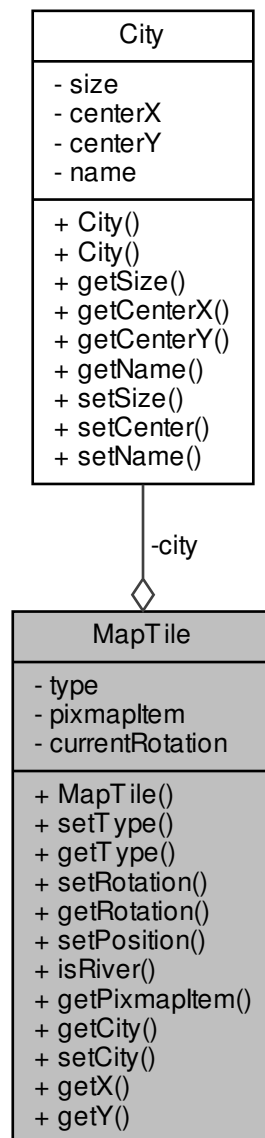 City
- size
- centerX
- centerY
- name
+ City()
+ City()
+ getSize()
+ getCenterX()
+ getCenterY()
+ getName()
+ setSize()
+ setCenter()
+ setName()
-city
MapTile
- type
- pixmapItem
- currentRotation
+ MapTile()
+ setType()
+ getType()
+ setRotation()
+ getRotation()
+ setPosition()
+ isRiver()
+ getPixmapItem()
+ getCity()
+ setCity()
+ getX()
+ getY()